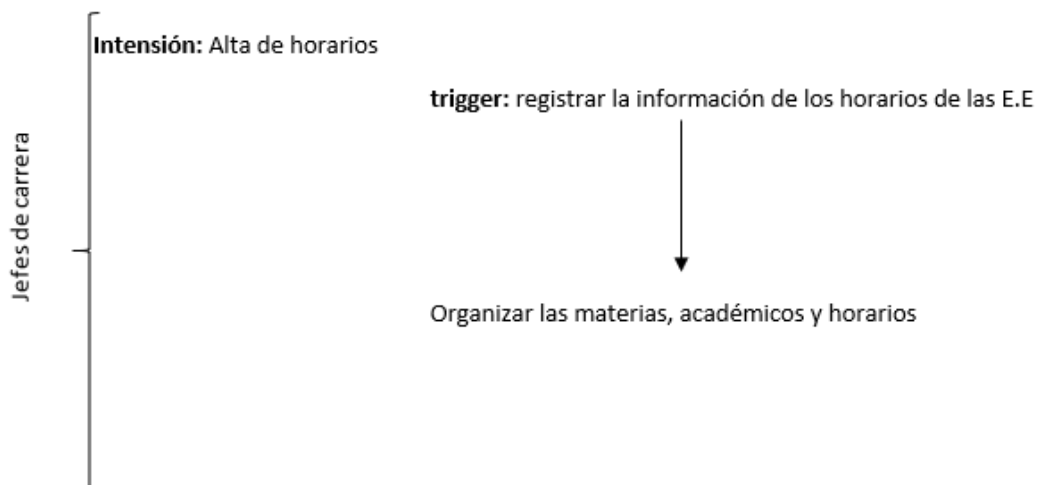 Intensión: Alta de horarios
trigger: registrar la información de los horarios de las E.E
Jefes de carrera
Organizar las materias, académicos y horarios